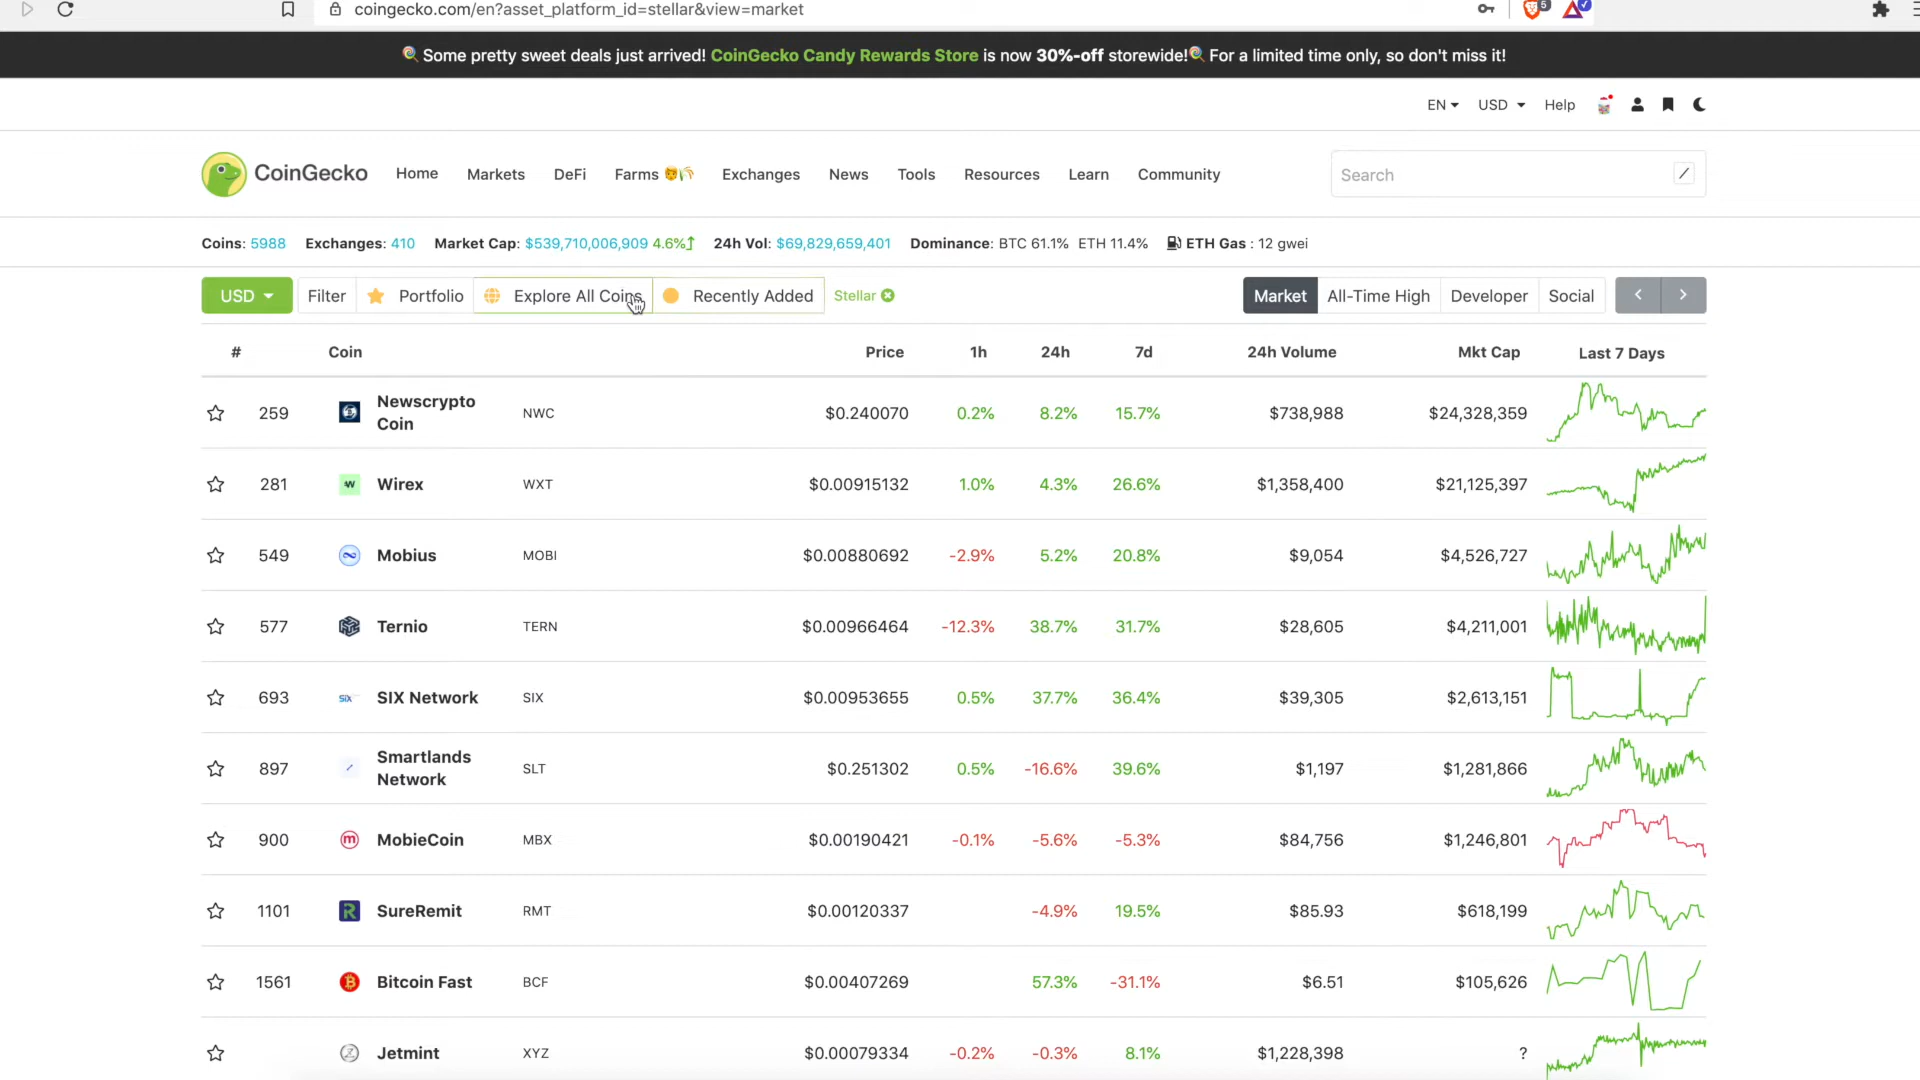 coingecko.com/en?asset_platform_id=stellar&view=market
5
Some pretty sweet deals just arrived! CoinGecko Candy Rewards Store is now 30%-off storewide! For a limited time only, so don't miss it!
EN USD Help
CoinGecko Home Markets DeFi Farms Exchanges News Tools Resources Learn Community Search /
Coins: 5988 Exchanges: 410 Market Cap: $539,710,006,909 4.6% 24h Vol: $69,829,659,401 Dominance: BTC 61.1% ETH 11.4% ETH Gas : 12 gwei
USD Filter Portfolio Explore All Coins Recently Added Stellar Market All-Time High Developer Social
# Coin Price 1h 24h 7d 24h Volume Mkt Cap Last 7 Days
259 Newscrypto Coin NWC $0.240070 0.2% 8.2% 15.7% $738,988 $24,328,359
281 W Wirex WXT $0.00915132 1.0% 4.3% 26.6% $1,358,400 $21,125,397
549 Mobius MOBI $0.00880692 -2.9% 5.2% 20.8% $9,054 $4,526,727
577 Ternio TERN $0.00966464 -12.3% 38.7% 31.7% $28,605 $4,211,001
693 SIX SIX Network SIX $0.00953655 0.5% 37.7% 36.4% $39,305 $2,613,151
897 Smartlands Network SLT $0.251302 0.5% -16.6% 39.6% $1,197 $1,281,866
900 m MobieCoin MBX $0.00190421 -0.1% -5.6% -5.3% $84,756 $1,246,801
1101 R SureRemit RMT $0.00120337 -4.9% 19.5% $85.93 $618,199
1561 Bitcoin Fast BCF $0.00407269 57.3% -31.1% $6.51 $105,626
Jetmint XYZ $0.00079334 -0.2% -0.3% 8.1% $1,228,398 ?